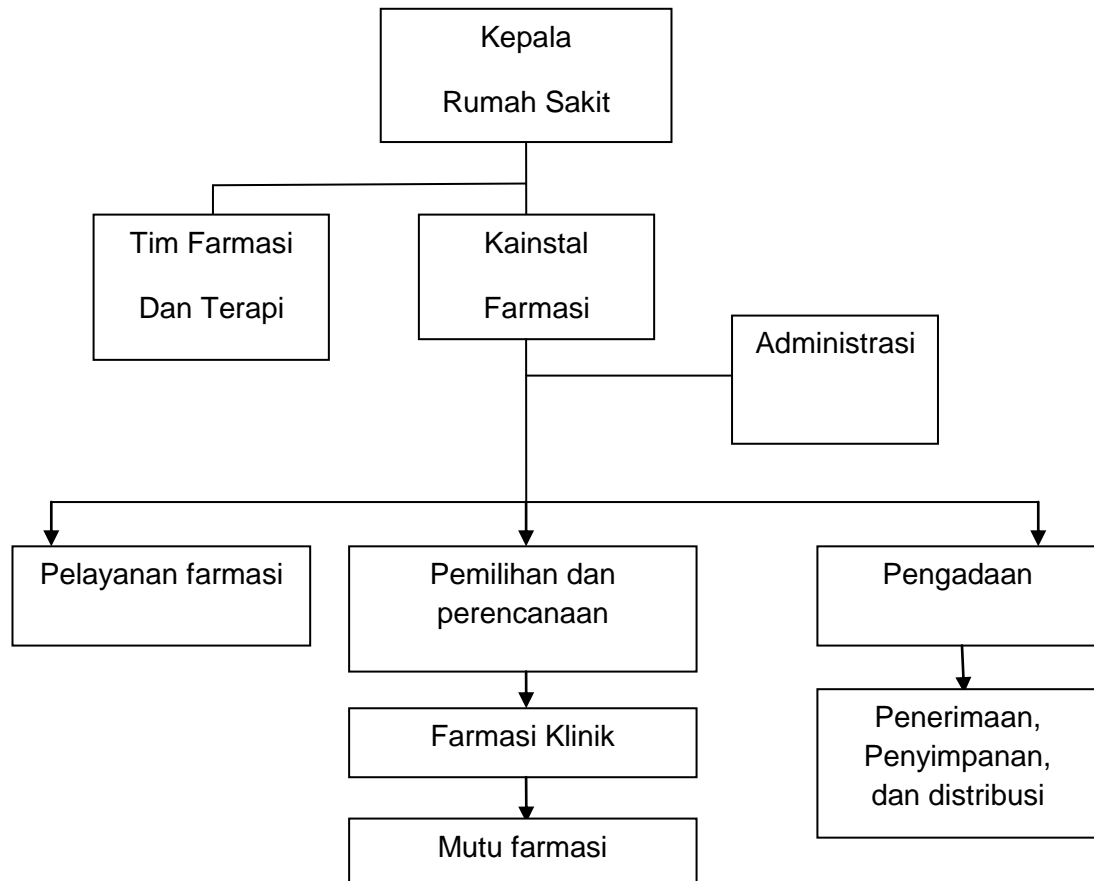 Kepala
Rumah Sakit
Tim Farmasi
Dan Terapi
Kainstal
Farmasi
Administrasi
Pelayanan farmasi
Pemilihan dan
perencanaan
Pengadaan
Farmasi Klinik
Penerimaan,
Penyimpanan,
dan distribusi
Mutu farmasi